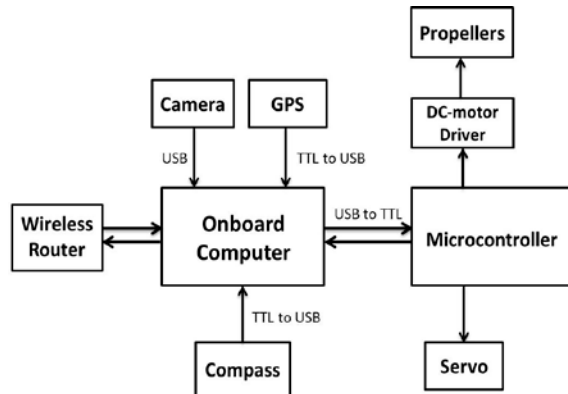 Propellers
Camera
GPS
DC-motor
Driver
USB
TTL to USB
Wireless
Router
Onboard
Computer
USB to TTL
Microcontroller
TTL to USB
Compass
Servo